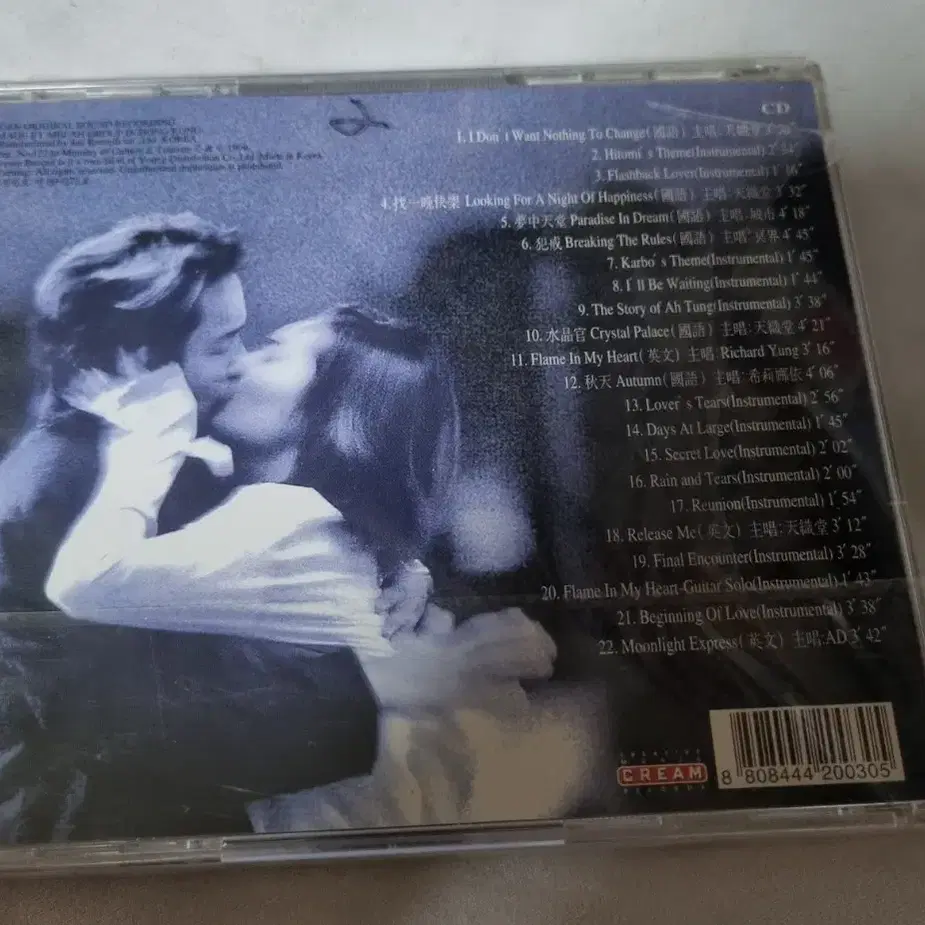 CD
1. I Don´t Want Nothing To Change(國語) 主唱:天織堂
2. Hitomi´s Theme(Instrumental) 2´54"
3. Flashback Lover(Instrumental) 1´16"
4. 找一晚快樂 Looking For A Night Of Happiness(國語) 主唱:天織堂 3´32"
5. 夢中天堂 Paradise In Dream(國語) 主唱:城市 4´18"
6. 犯戒 Breaking The Rules(國語) 主唱:冥界 4´45"
7. Karbo´s Theme(Instrumental) 1´45"
8. I´ll Be Waiting(Instrumental) 1´44"
9. The Story of Ah Tung(Instrumental) 3´38"
10. 水晶宮 Crystal Palace(國語) 主唱:天織堂 4´21"
11. Flame In My Heart(英文) 主唱:Richard Yung 3´16"
12. 秋天 Autumn(國語) 主唱:希莉娜依 4´06"
13. Lover´s Tears(Instrumental) 2´56"
14. Days At Large(Instrumental) 1´45"
15. Secret Love(Instrumental) 2´02"
16. Rain and Tears(Instrumental) 2´00"
17. Reunion(Instrumental) 1´54"
18. Release Me(英文) 主唱:天織堂 3´12"
19. Final Encounter(Instrumental) 3´28"
20. Flame In My Heart-Guitar Solo(Instrumental) 1´43"
21. Beginning Of Love(Instrumental) 3´38"
22. Moonlight Express(英文) 主唱:AD 3´42"
CREAM
RECORDS
8 808444 200305